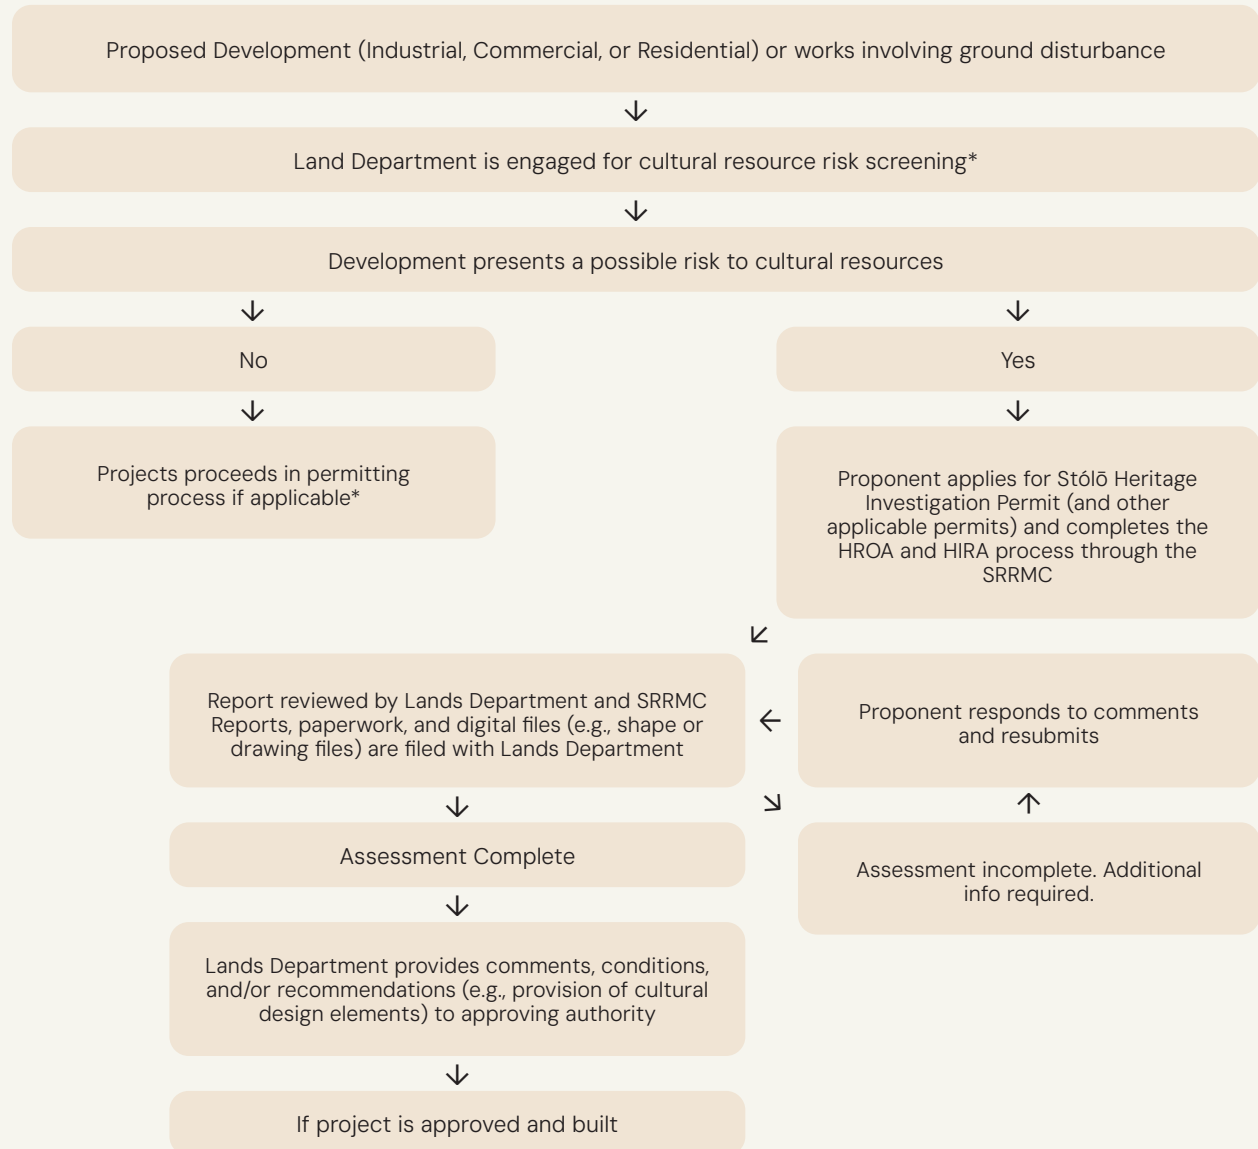 Proposed Development (Industrial, Commercial, or Residential) or works involving ground disturbance
Land Department is engaged for cultural resource risk screening*
Development presents a possible risk to cultural resources
No
Yes
Projects proceeds in permitting
process if applicable*
Proponent applies for Stólō Heritage
Investigation Permit (and other
applicable permits) and completes the
HROA and HIRA process through the
SRRMC
Report reviewed by Lands Department and SRRMC
Reports, paperwork, and digital files (e.g., shape or
drawing files) are filed with Lands Department
Proponent responds to comments
and resubmits
Assessment Complete
Assessment incomplete. Additional
info required.
Lands Department provides comments, conditions,
and/or recommendations (e.g., provision of cultural
design elements) to approving authority
If project is approved and built